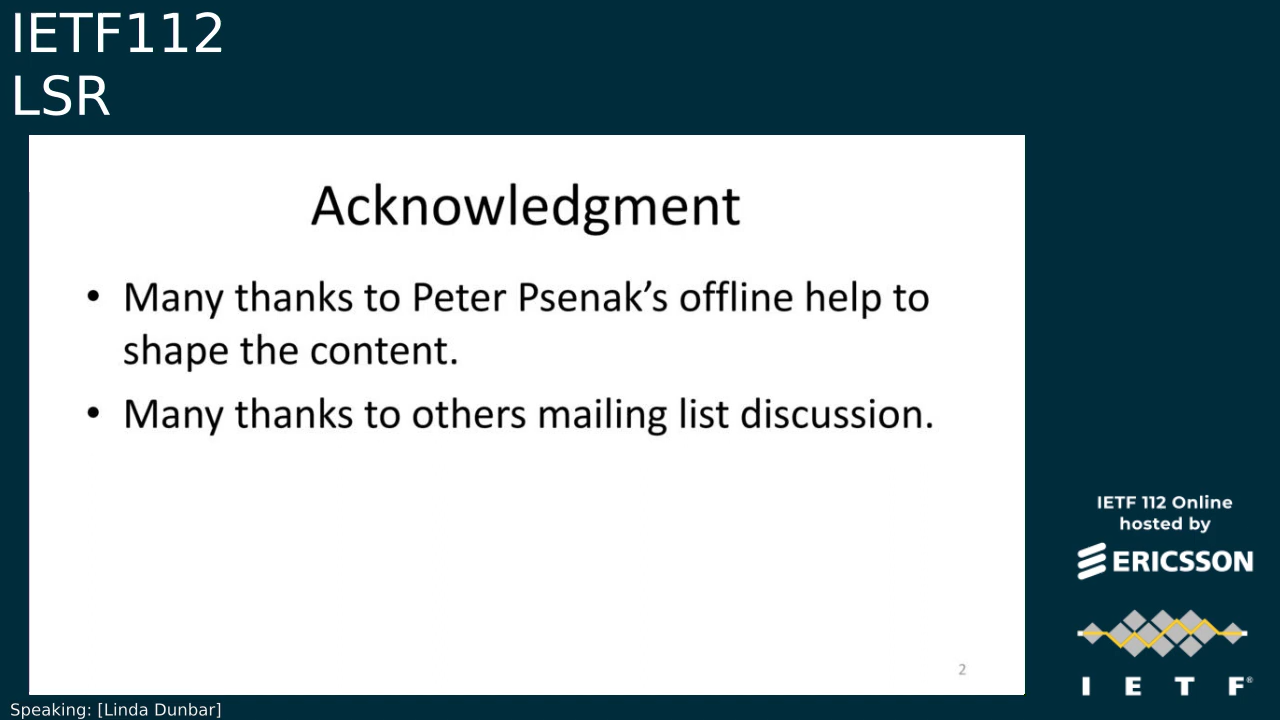 IETF112
LSR
Acknowledgment
• Many thanks to Peter Psenak’s offline help to
shape the content.
• Many thanks to others mailing list discussion.
2
IETF 112 Online
hosted by
ERICSSON
I E T F®
Speaking: [Linda Dunbar]